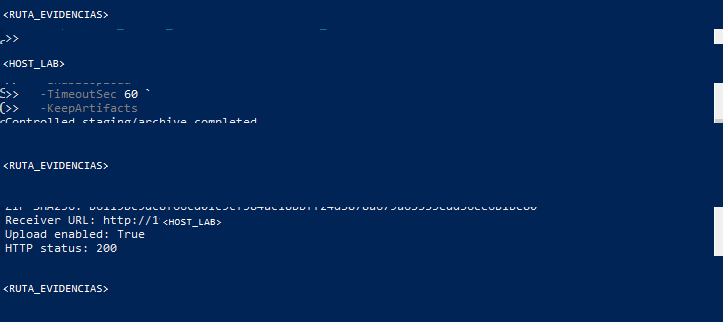 <RUTA_EVIDENCIAS>
>>
<HOST_LAB>
>>   -TimeoutSec 60 `
>>   -KeepArtifacts
Controlled staging/archive completed
<RUTA_EVIDENCIAS>
Receiver URL: http://1 <HOST_LAB>
Upload enabled: True
HTTP status: 200
<RUTA_EVIDENCIAS>